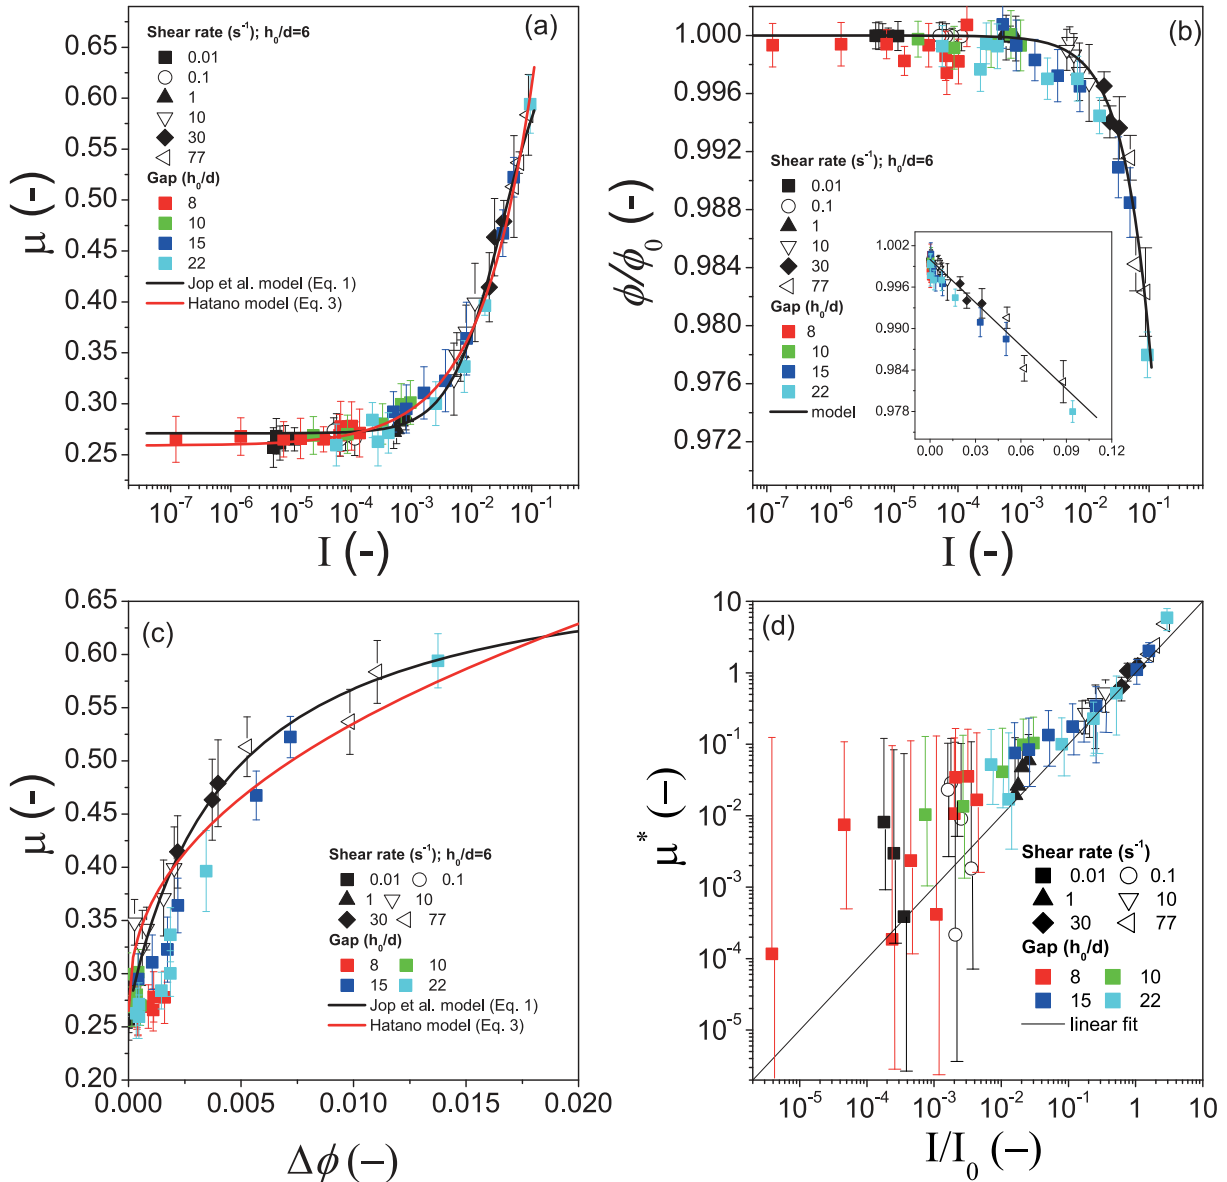 (a)
Shear rate (s⁻¹); h₀/d=6
0.01
0.1
1
10
30
77
Gap (h₀/d)
8
10
15
22
Jop et al. model (Eq. 1)
Hatano model (Eq. 3)
0.65
0.60
0.55
0.50
0.45
0.40
0.35
0.30
0.25
μ (-)
10⁻⁷ 10⁻⁶ 10⁻⁵ 10⁻⁴ 10⁻³ 10⁻² 10⁻¹
I (-)
(b)
1.000
0.996
0.992
0.988
0.984
0.980
0.976
0.972
ϕ/ϕ₀ (-)
Shear rate (s⁻¹); h₀/d=6
0.01
0.1
1
10
30
77
Gap (h₀/d)
8
10
15
22
model
1.002
0.996
0.990
0.984
0.978
0.00 0.03 0.06 0.09 0.12
10⁻⁷ 10⁻⁶ 10⁻⁵ 10⁻⁴ 10⁻³ 10⁻² 10⁻¹
I (-)
(c)
0.65
0.60
0.55
0.50
0.45
0.40
0.35
0.30
0.25
0.20
μ (-)
Shear rate (s⁻¹); h₀/d=6
0.01 0.1
1 10
30 77
Gap (h₀/d)
8 10
15 22
Jop et al. model (Eq. 1)
Hatano model (Eq. 3)
0.000 0.005 0.010 0.015 0.020
Δϕ (–)
(d)
10
1
10⁻¹
10⁻²
10⁻³
10⁻⁴
10⁻⁵
μ* (–)
Shear rate (s⁻¹)
0.01 0.1
1 10
30 77
Gap (h₀/d)
8 10
15 22
linear fit
10⁻⁵ 10⁻⁴ 10⁻³ 10⁻² 10⁻¹ 1 10
I/I₀ (–)